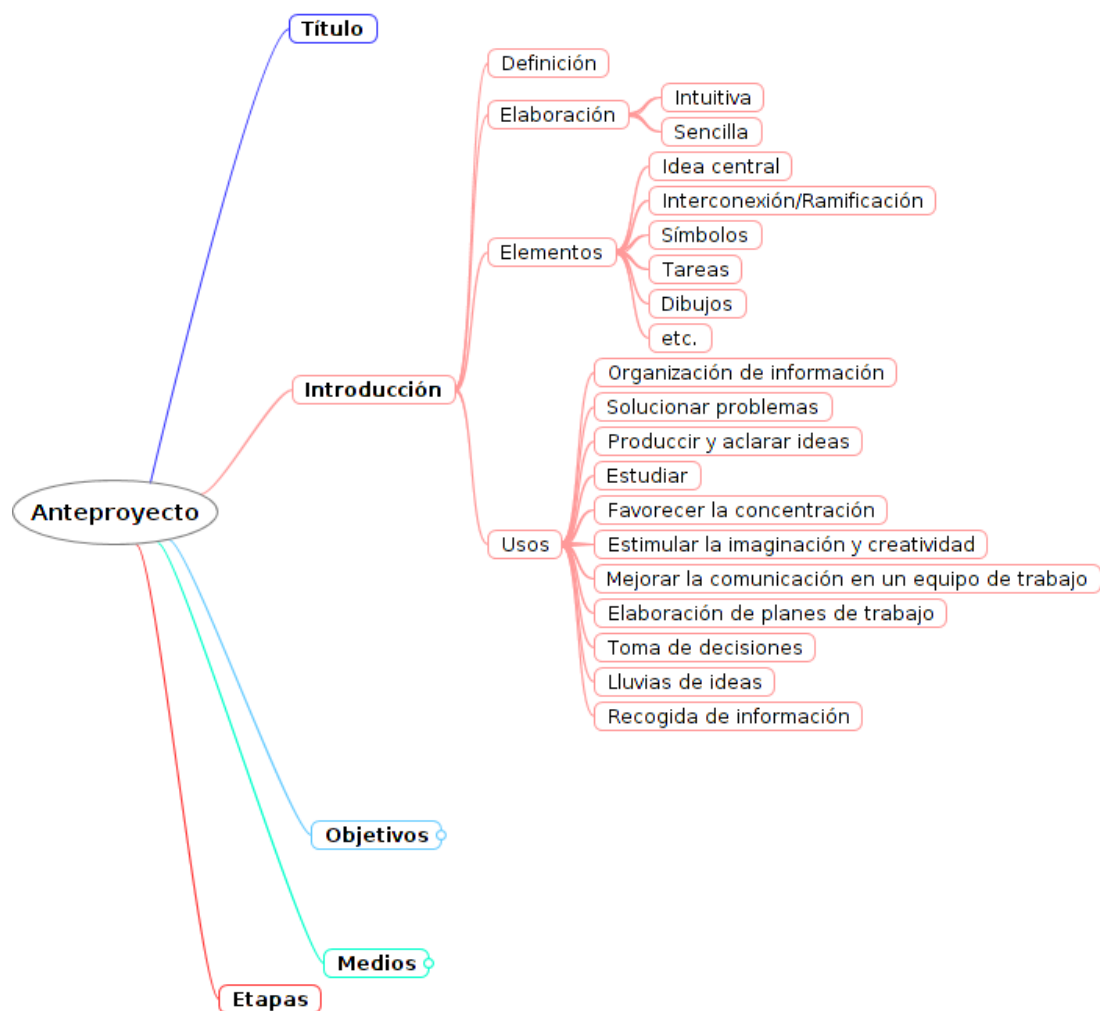 Título
Definición
Intuitiva
Elaboración
Sencilla
Idea central
Interconexión/Ramificación
Símbolos
Elementos
Tareas
Dibujos
etc.
Organización de información
Introducción
Solucionar problemas
Produccir y aclarar ideas
Estudiar
Anteproyecto
Favorecer la concentración
Usos
Estimular la imaginación y creatividad
Mejorar la comunicación en un equipo de trabajo
Elaboración de planes de trabajo
Toma de decisiones
Lluvias de ideas
Recogida de información
Objetivos
Medios
Etapas